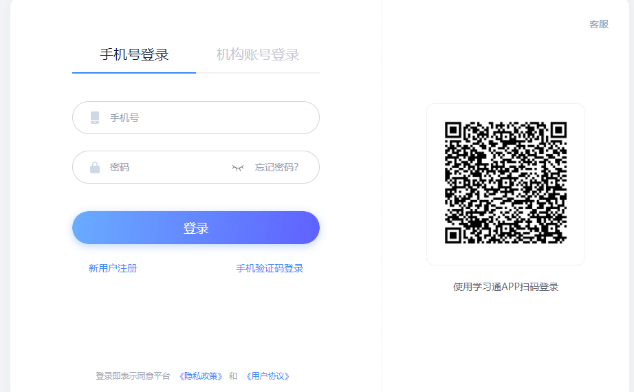 客服
手机号登录 机构账号登录
手机号
密码 忘记密码?
登录
新用户注册 手机验证码登录
使用学习通APP扫码登录
登录即表示同意平台 《隐私政策》 和 《用户协议》